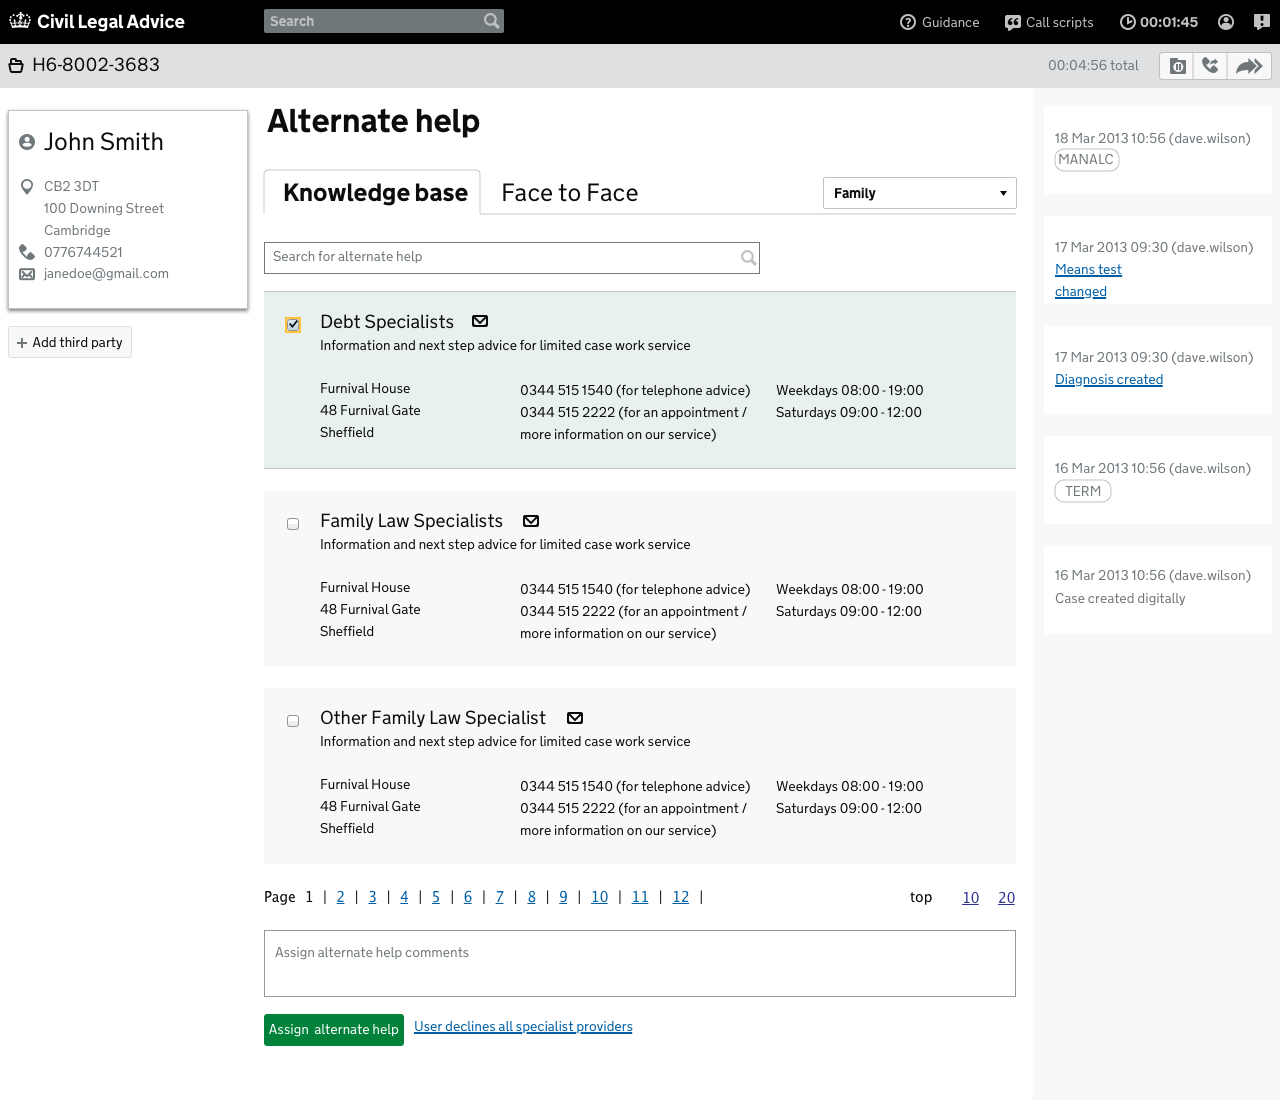 Civil Legal Advice
Search
Guidance
Call scripts
00:01:45
H6-8002-3683
00:04:56 total
John Smith
CB2 3DT
100 Downing Street
Cambridge
0776744521
janedoe@gmail.com
Add third party
Alternate help
Knowledge base
Face to Face
Family
Search for alternate help
Debt Specialists
Information and next step advice for limited case work service
Furnival House
48 Furnival Gate
Sheffield
0344 515 1540 (for telephone advice)
0344 515 2222 (for an appointment /
more information on our service)
Weekdays 08:00 - 19:00
Saturdays 09:00 - 12:00
Family Law Specialists
Information and next step advice for limited case work service
Furnival House
48 Furnival Gate
Sheffield
0344 515 1540 (for telephone advice)
0344 515 2222 (for an appointment /
more information on our service)
Weekdays 08:00 - 19:00
Saturdays 09:00 - 12:00
Other Family Law Specialist
Information and next step advice for limited case work service
Furnival House
48 Furnival Gate
Sheffield
0344 515 1540 (for telephone advice)
0344 515 2222 (for an appointment /
more information on our service)
Weekdays 08:00 - 19:00
Saturdays 09:00 - 12:00
Page 1 | 2 | 3 | 4 | 5 | 6 | 7 | 8 | 9 | 10 | 11 | 12 |
top 10 20
Assign alternate help comments
Assign alternate help
User declines all specialist providers
18 Mar 2013 10:56 (dave.wilson)
MANALC
17 Mar 2013 09:30 (dave.wilson)
Means test
changed
17 Mar 2013 09:30 (dave.wilson)
Diagnosis created
16 Mar 2013 10:56 (dave.wilson)
TERM
16 Mar 2013 10:56 (dave.wilson)
Case created digitally